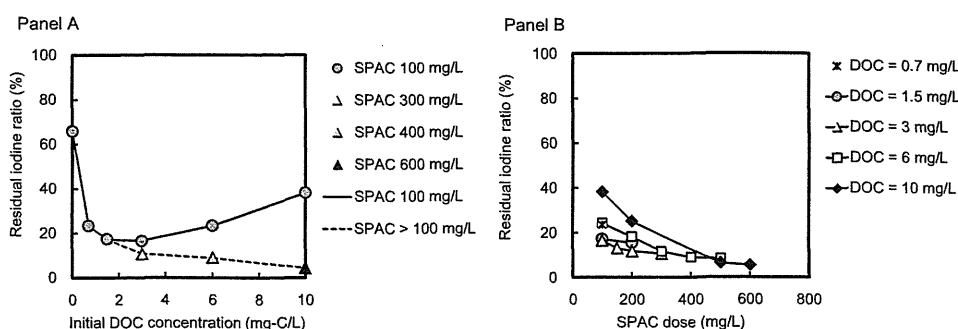 Panel A
100
80
60
40
20
0
Residual iodine ratio (%)
0 2 4 6 8 10
Initial DOC concentration (mg-C/L)
SPAC 100 mg/L
SPAC 300 mg/L
SPAC 400 mg/L
SPAC 600 mg/L
SPAC 100 mg/L
SPAC > 100 mg/L
Panel B
100
80
60
40
20
0
Residual iodine ratio (%)
0 200 400 600 800
SPAC dose (mg/L)
DOC = 0.7 mg/L
DOC = 1.5 mg/L
DOC = 3 mg/L
DOC = 6 mg/L
DOC = 10 mg/L